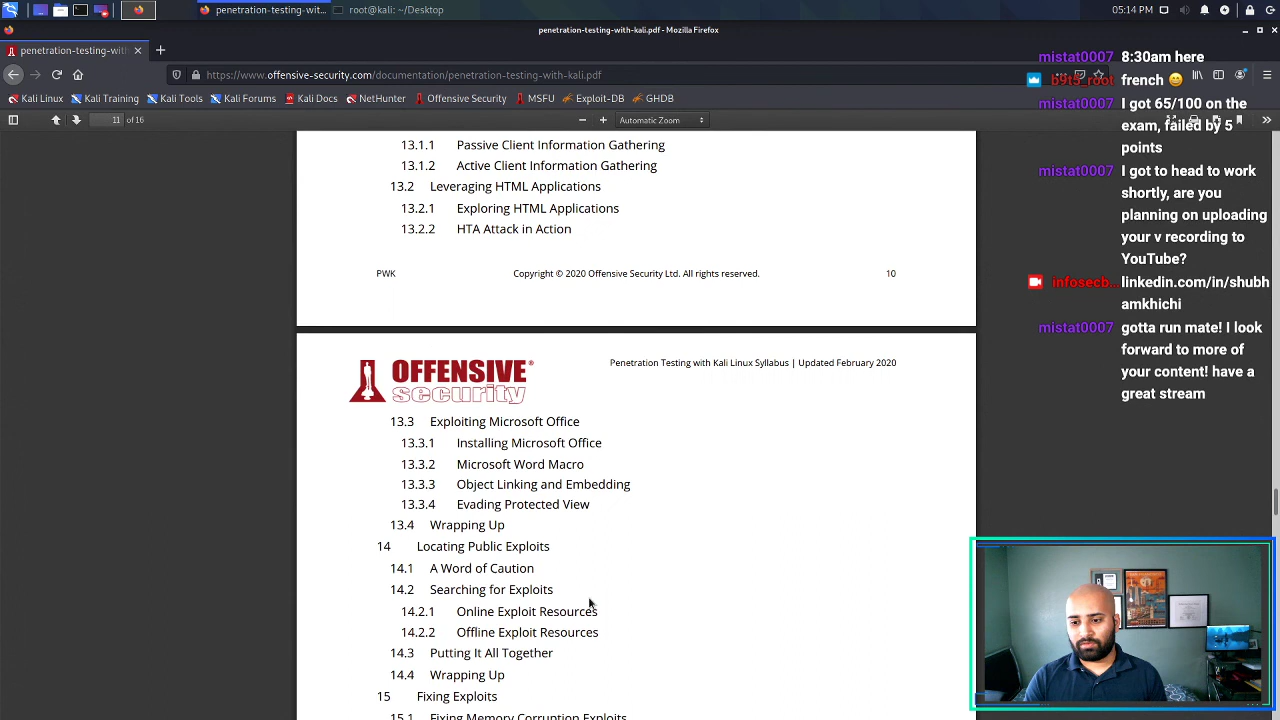 penetration-testing-wit...
root@kali: ~/Desktop
05:14 PM
penetration-testing-with-kali.pdf - Mozilla Firefox
penetration-testing-with
https://www.offensive-security.com/documentation/penetration-testing-with-kali.pdf
Kali Linux
Kali Training
Kali Tools
Kali Forums
Kali Docs
NetHunter
Offensive Security
MSFU
Exploit-DB
GHDB
11 of 16
Automatic Zoom
13.1.1 Passive Client Information Gathering
13.1.2 Active Client Information Gathering
13.2 Leveraging HTML Applications
13.2.1 Exploring HTML Applications
13.2.2 HTA Attack in Action
PWK Copyright © 2020 Offensive Security Ltd. All rights reserved. 10
OFFENSIVE®
security
Penetration Testing with Kali Linux Syllabus | Updated February 2020
13.3 Exploiting Microsoft Office
13.3.1 Installing Microsoft Office
13.3.2 Microsoft Word Macro
13.3.3 Object Linking and Embedding
13.3.4 Evading Protected View
13.4 Wrapping Up
14 Locating Public Exploits
14.1 A Word of Caution
14.2 Searching for Exploits
14.2.1 Online Exploit Resources
14.2.2 Offline Exploit Resources
14.3 Putting It All Together
14.4 Wrapping Up
15 Fixing Exploits
15.1 Fixing Memory Corruption Exploits
mistat0007 8:30am here
b9t5_root french 😊
mistat0007 I got 65/100 on the
exam, failed by 5
points
mistat0007 I got to head to work
shortly, are you
planning on uploading
your v recording to
YouTube?
infosecb... linkedin.com/in/shubh
amkhichi
mistat0007 gotta run mate! I look
forward to more of
your content! have a
great stream